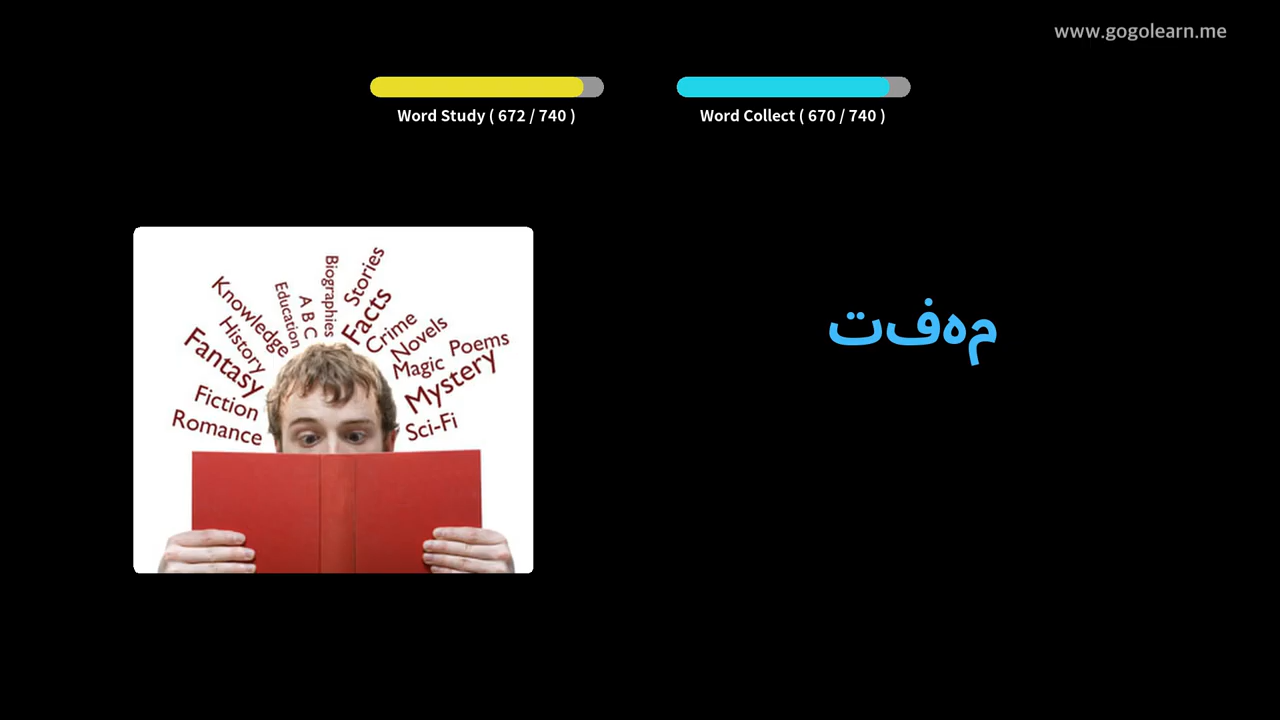 www.gogolearn.me
Word Study ( 672 / 740 )
Word Collect ( 670 / 740 )
مهفت
Romance
Fiction
Fantasy
History
Knowledge
Education
A B C
Biographies
Stories
Facts
Crime
Novels
Magic
Poems
Mystery
Sci-Fi